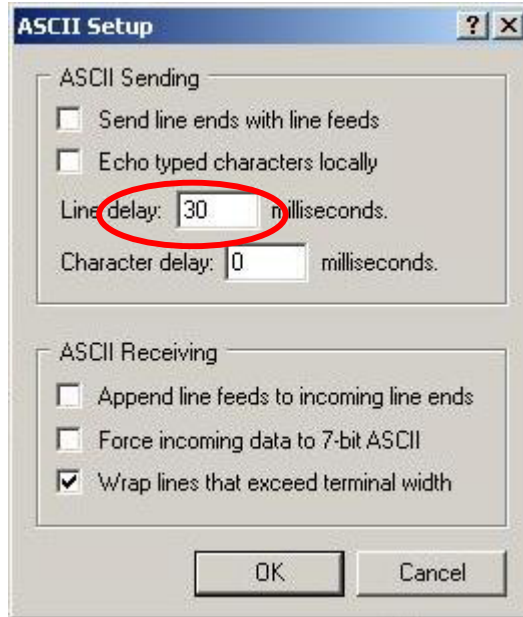 ASCII Setup
ASCII Sending
Send line ends with line feeds
Echo typed characters locally
Line delay: 30 milliseconds.
Character delay: 0 milliseconds.
ASCII Receiving
Append line feeds to incoming line ends
Force incoming data to 7-bit ASCII
Wrap lines that exceed terminal width
OK Cancel